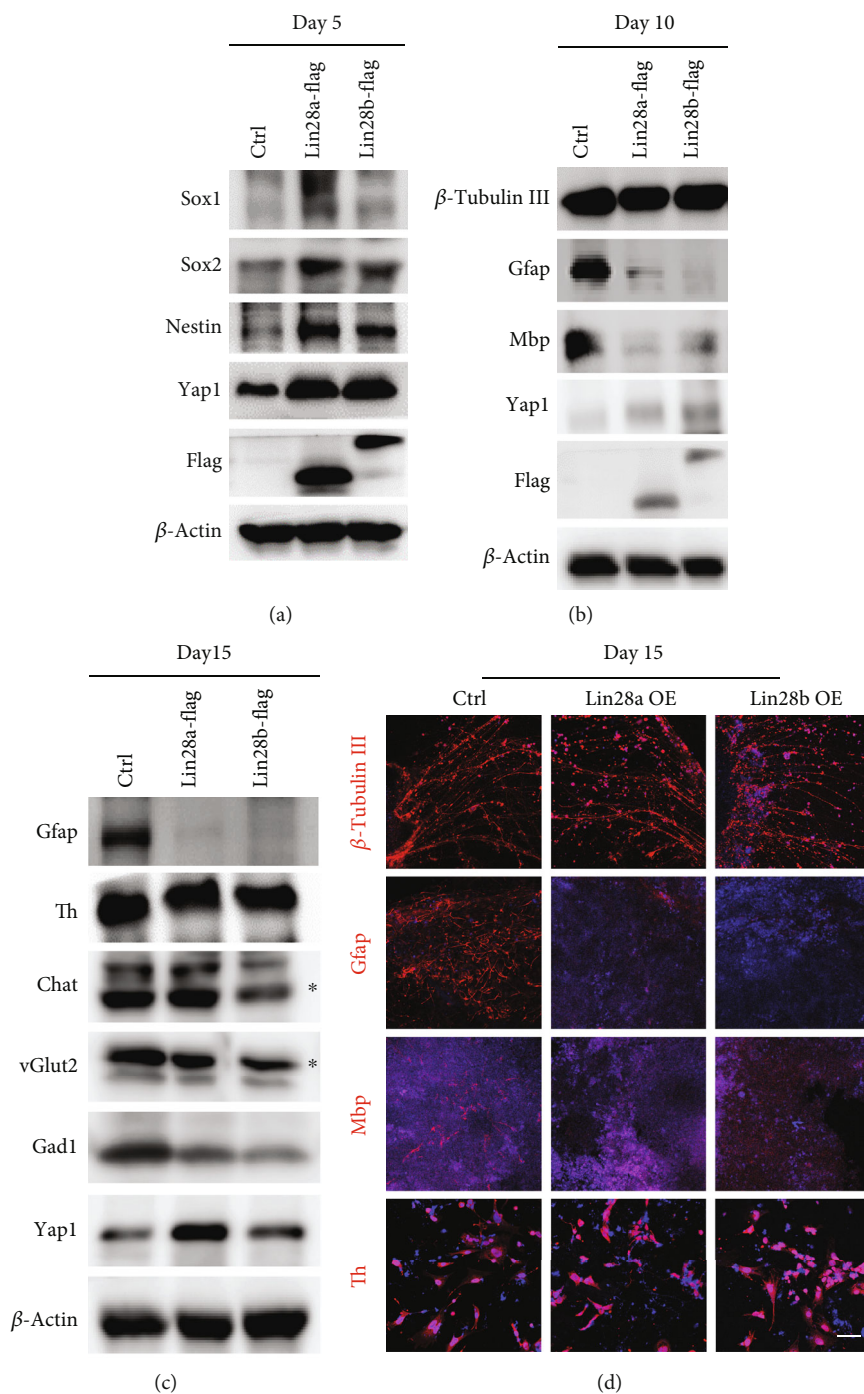 Day 5
Ctrl
Lin28a-flag
Lin28b-flag
Sox1
Sox2
Nestin
Yap1
Flag
β-Actin
(a)
Day 10
Ctrl
Lin28a-flag
Lin28b-flag
β-Tubulin III
Gfap
Mbp
Yap1
Flag
β-Actin
(b)
Day15
Ctrl
Lin28a-flag
Lin28b-flag
Gfap
Th
Chat *
vGlut2 *
Gad1
Yap1
β-Actin
(c)
Day 15
Ctrl Lin28a OE Lin28b OE
β-Tubulin III
Gfap
Mbp
Th
(d)